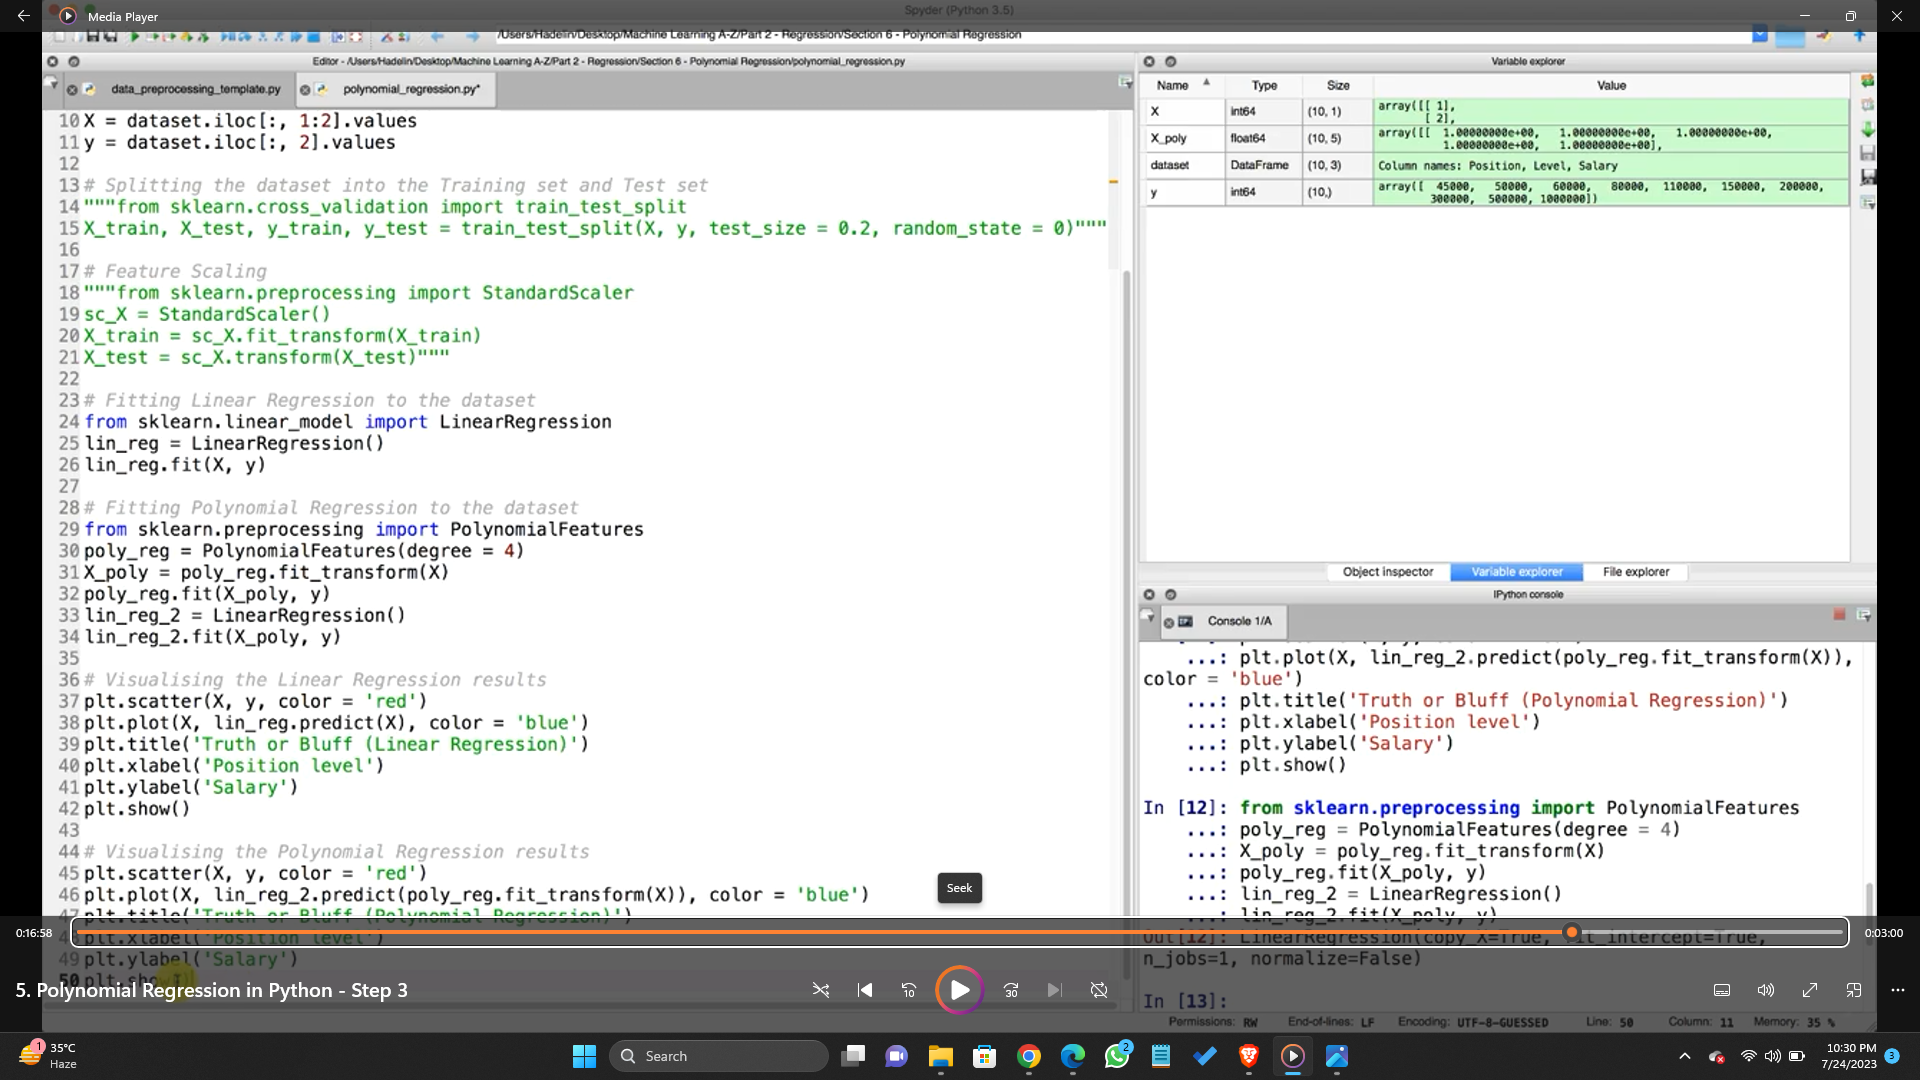 Media Player
Spyder (Python 3.5)
/Users/Hadelin/Desktop/Machine Learning A-Z/Part 2 - Regression/Section 6 - Polynomial Regression
Editor - /Users/Hadelin/Desktop/Machine Learning A-Z/Part 2 - Regression/Section 6 - Polynomial Regression/polynomial_regression.py
data_preprocessing_template.py polynomial_regression.py*
10 X = dataset.iloc[:, 1:2].values
11 y = dataset.iloc[:, 2].values
12
13 # Splitting the dataset into the Training set and Test set
14 """from sklearn.cross_validation import train_test_split
15 X_train, X_test, y_train, y_test = train_test_split(X, y, test_size = 0.2, random_state = 0)"""
16
17 # Feature Scaling
18 """from sklearn.preprocessing import StandardScaler
19 sc_X = StandardScaler()
20 X_train = sc_X.fit_transform(X_train)
21 X_test = sc_X.transform(X_test)"""
22
23 # Fitting Linear Regression to the dataset
24 from sklearn.linear_model import LinearRegression
25 lin_reg = LinearRegression()
26 lin_reg.fit(X, y)
27
28 # Fitting Polynomial Regression to the dataset
29 from sklearn.preprocessing import PolynomialFeatures
30 poly_reg = PolynomialFeatures(degree = 4)
31 X_poly = poly_reg.fit_transform(X)
32 poly_reg.fit(X_poly, y)
33 lin_reg_2 = LinearRegression()
34 lin_reg_2.fit(X_poly, y)
35
36 # Visualising the Linear Regression results
37 plt.scatter(X, y, color = 'red')
38 plt.plot(X, lin_reg.predict(X), color = 'blue')
39 plt.title('Truth or Bluff (Linear Regression)')
40 plt.xlabel('Position level')
41 plt.ylabel('Salary')
42 plt.show()
43
44 # Visualising the Polynomial Regression results
45 plt.scatter(X, y, color = 'red')
46 plt.plot(X, lin_reg_2.predict(poly_reg.fit_transform(X)), color = 'blue')
47 plt.title('Truth or Bluff (Polynomial Regression)')
48 plt.xlabel('Position level')
49 plt.ylabel('Salary')
50 plt.show()
Variable explorer
Name Type Size Value
X int64 (10, 1) array([[ 1],
[ 2],
X_poly float64 (10, 5) array([[ 1.00000000e+00, 1.00000000e+00, 1.00000000e+00,
1.00000000e+00, 1.00000000e+00],
dataset DataFrame (10, 3) Column names: Position, Level, Salary
y int64 (10,) array([ 45000, 50000, 60000, 80000, 110000, 150000, 200000,
300000, 500000, 1000000])
Object inspector Variable explorer File explorer
IPython console
Console 1/A
...: plt.plot(X, lin_reg_2.predict(poly_reg.fit_transform(X)),
color = 'blue')
...: plt.title('Truth or Bluff (Polynomial Regression)')
...: plt.xlabel('Position level')
...: plt.ylabel('Salary')
...: plt.show()
In [12]: from sklearn.preprocessing import PolynomialFeatures
...: poly_reg = PolynomialFeatures(degree = 4)
...: X_poly = poly_reg.fit_transform(X)
...: poly_reg.fit(X_poly, y)
...: lin_reg_2 = LinearRegression()
...: lin_reg_2.fit(X_poly, y)
Out[12]: LinearRegression(copy_X=True, fit_intercept=True,
n_jobs=1, normalize=False)
In [13]:
Permissions: RW End-of-lines: LF Encoding: UTF-8-GUESSED Line: 50 Column: 11 Memory: 35 %
Seek
0:16:58 0:03:00
5. Polynomial Regression in Python - Step 3
10 30
1 35°C
Haze
Search
2
10:30 PM
7/24/2023
3